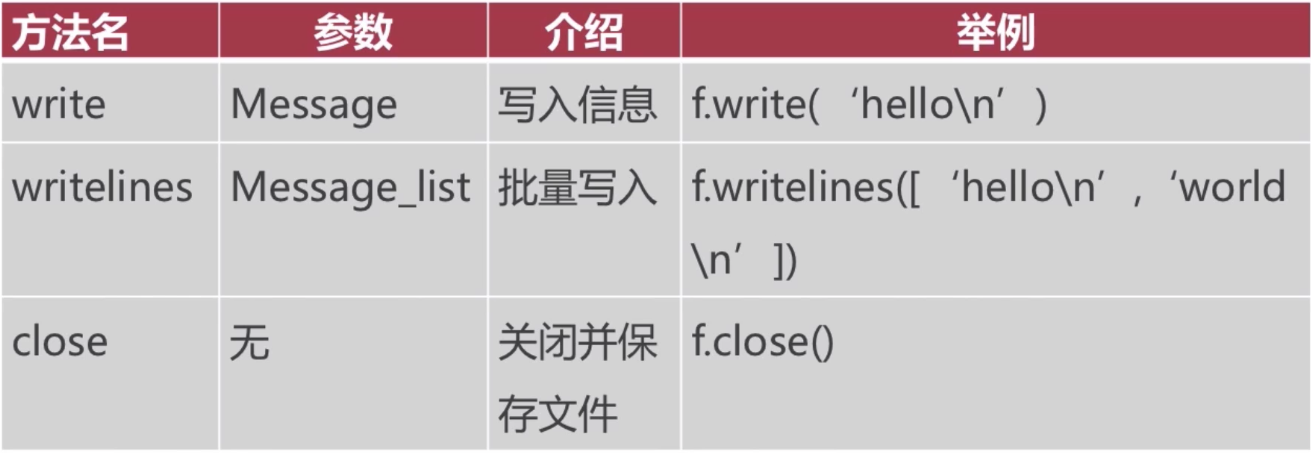 方法名 参数 介绍 举例
write Message 写入信息 f.write(‘hello\n’)
writelines Message_list 批量写入 f.writelines([‘hello\n’,‘world
\n’])
close 无 关闭并保 f.close()
存文件